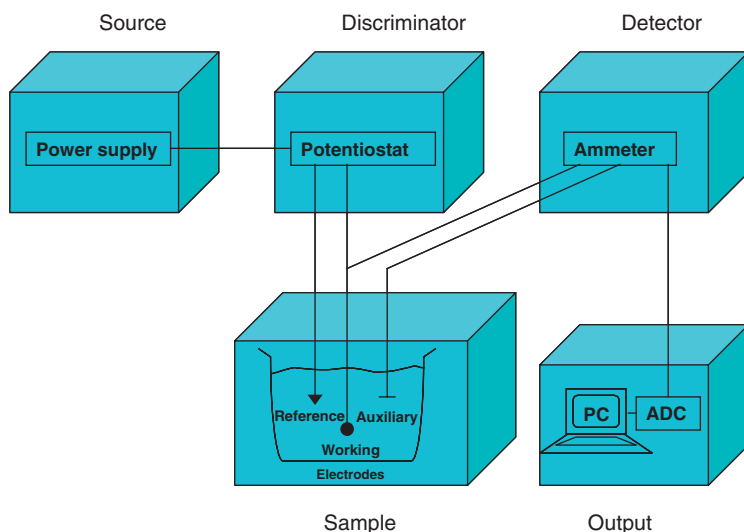 Source Discriminator Detector
Power supply Potentiostat Ammeter
Reference Auxiliary
Working
Electrodes
PC ADC
Sample Output